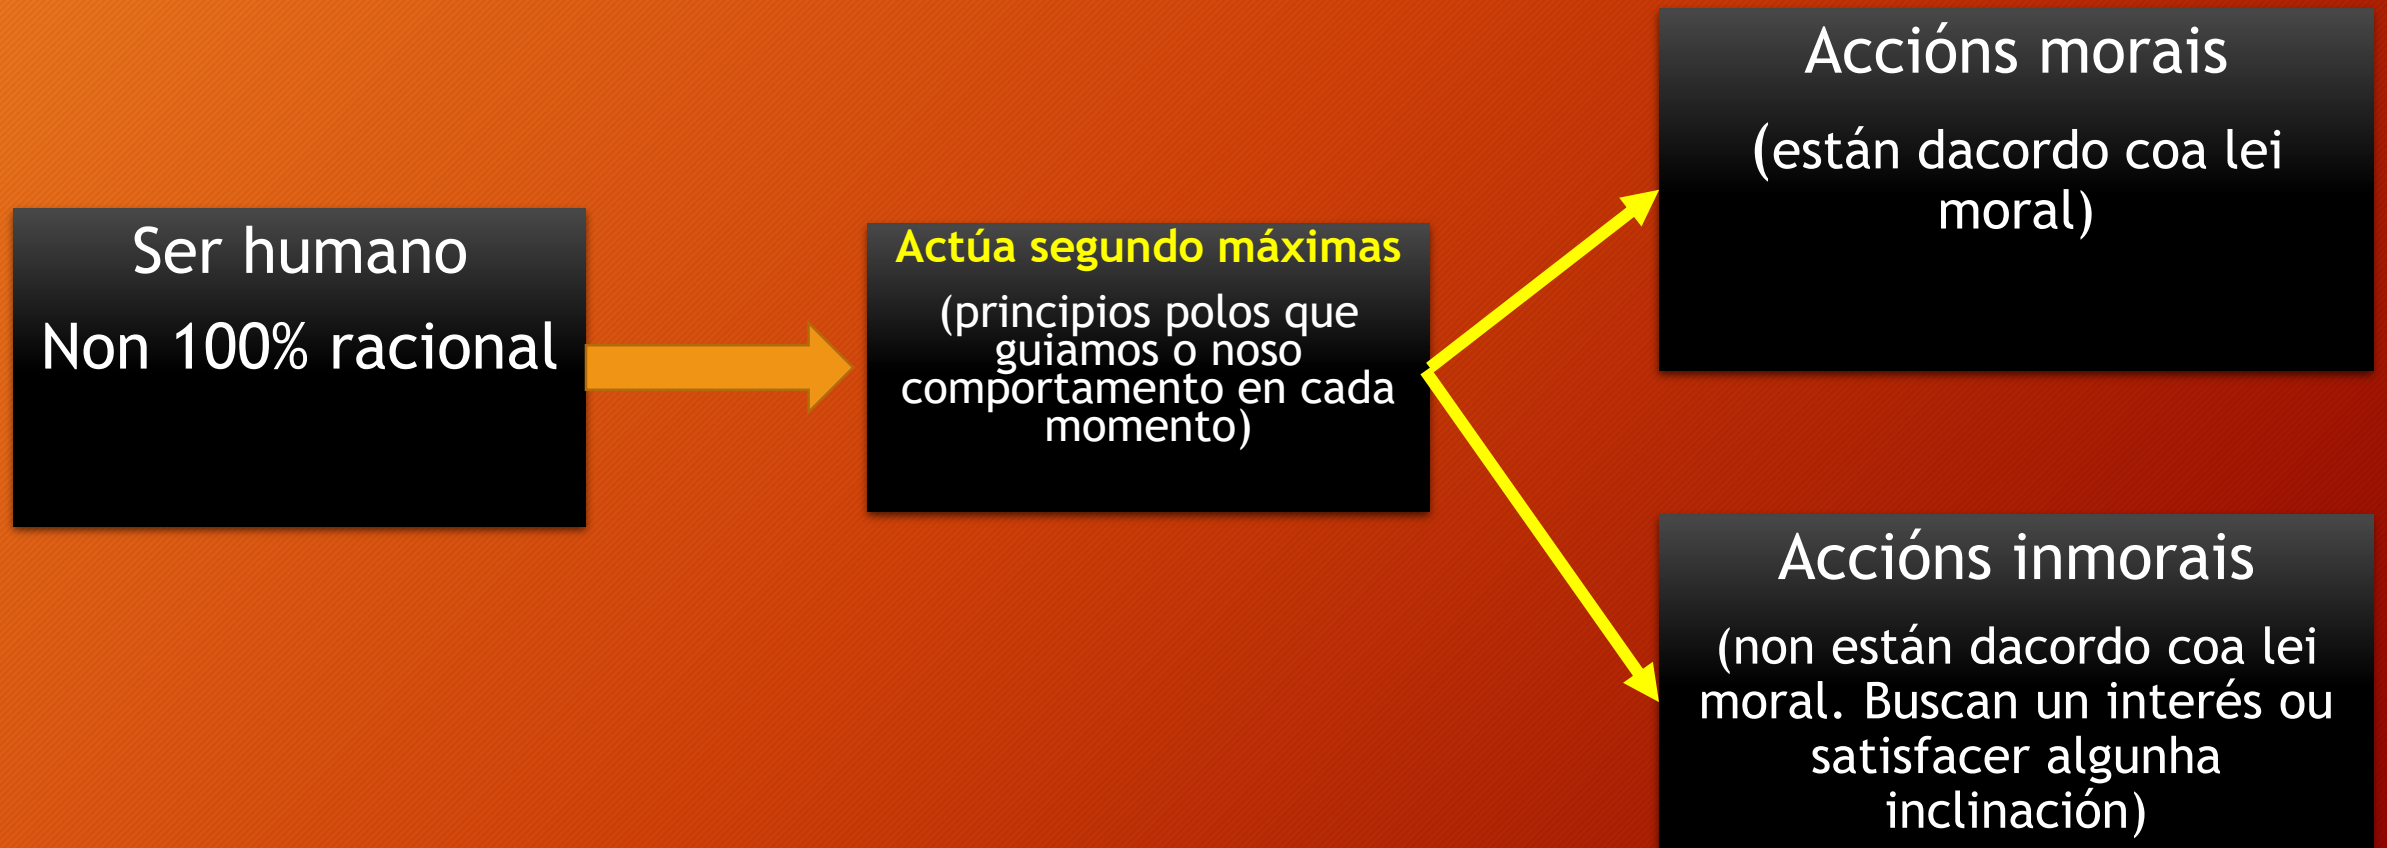 Ser humano
Non 100% racional
Actúa segundo máximas
(principios polos que
guiamos o noso
comportamento en cada
momento)
Accións morais
(están dacordo coa lei
moral)
Accións inmorais
(non están dacordo coa lei
moral. Buscan un interés ou
satisfacer algunha
inclinación)